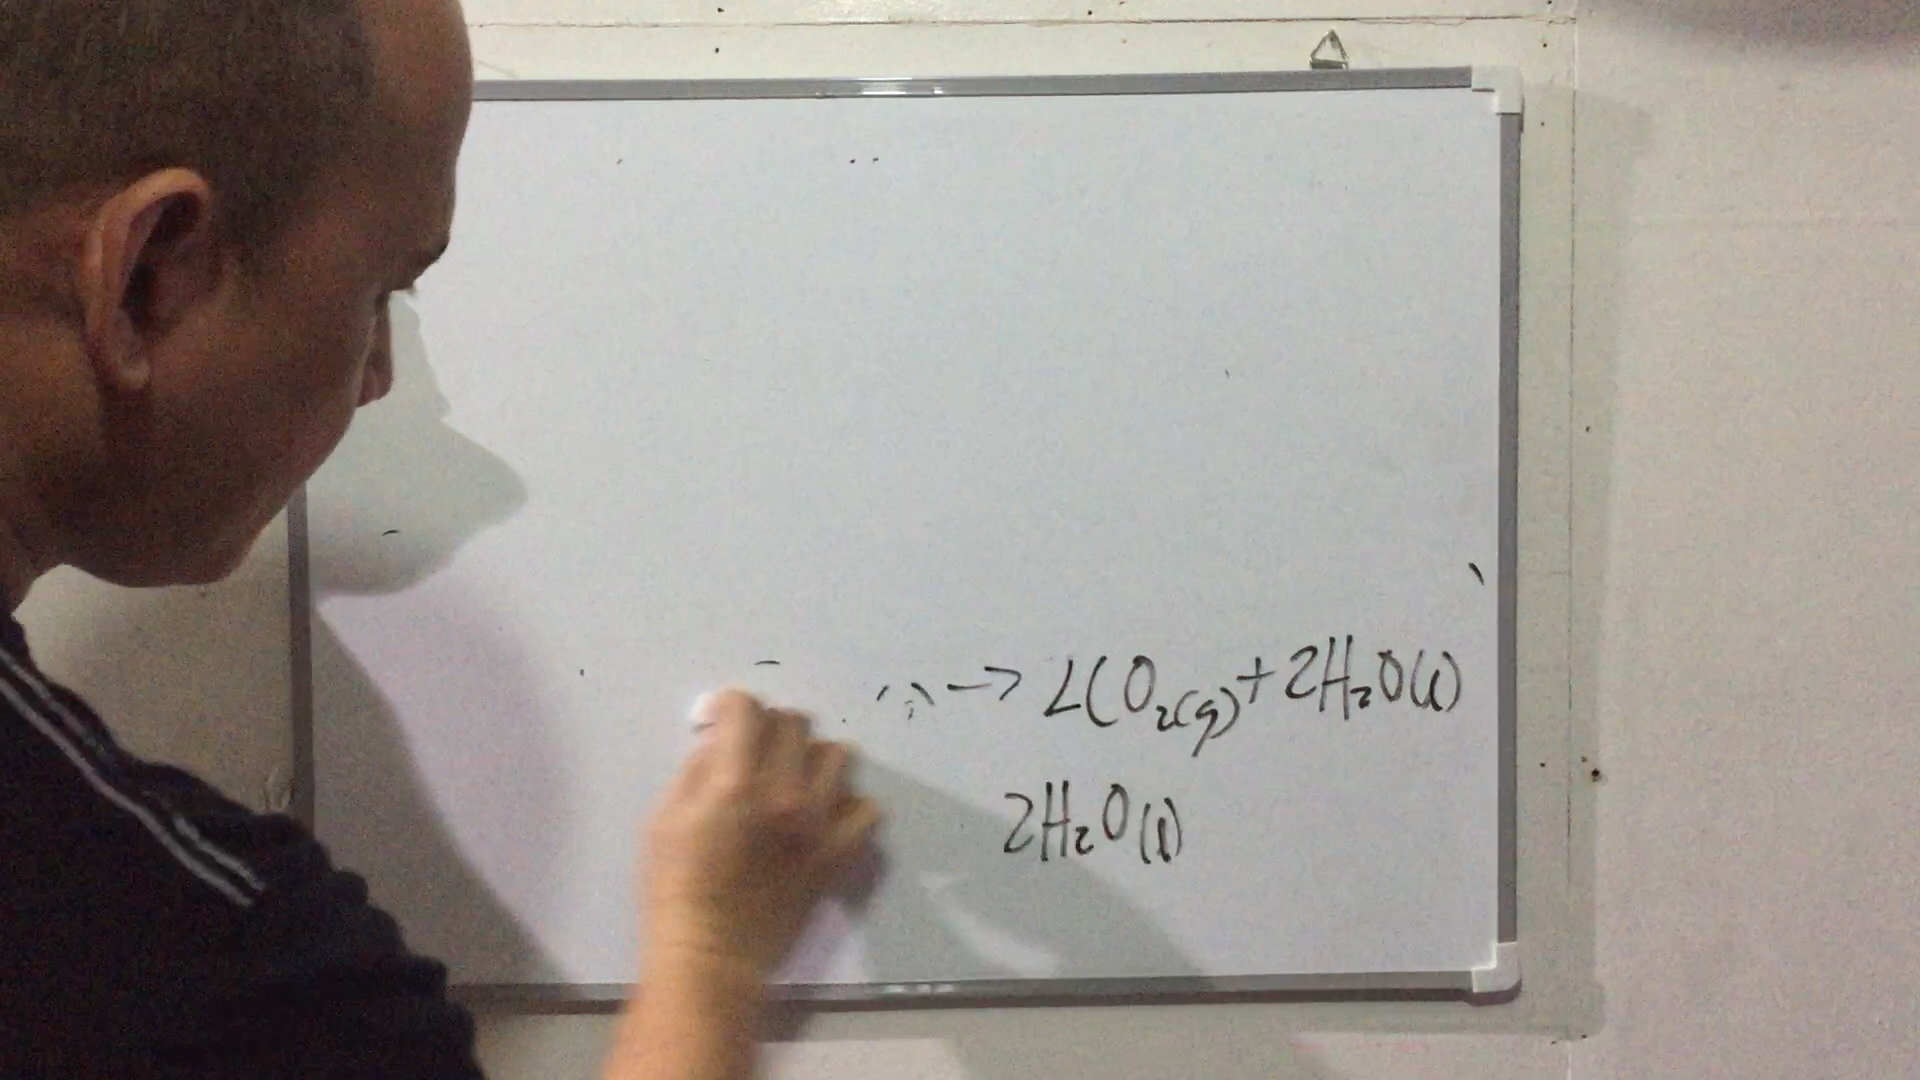 → 2CO₂(g) + 2H₂O(l)
2H₂O(l)